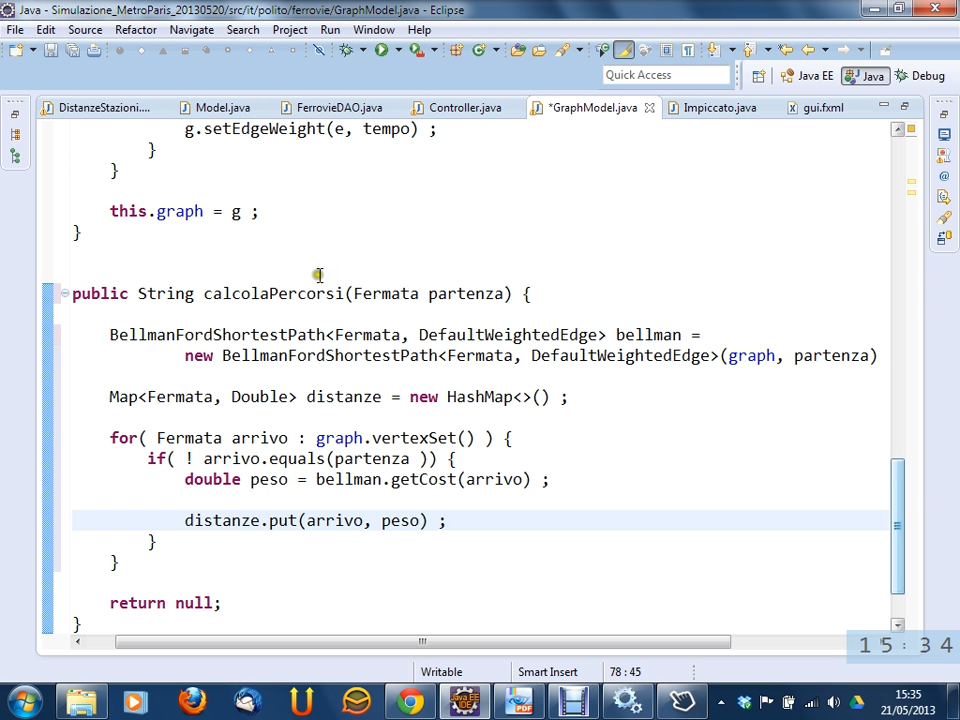 Java - Simulazione_MetroParis_20130520/src/it/polito/ferrovie/GraphModel.java - Eclipse
File Edit Source Refactor Navigate Search Project Run Window Help
Quick Access
Java EE Java Debug
DistanzeStazioni.... Model.java FerrovieDAO.java Controller.java *GraphModel.java Impiccato.java gui.fxml
g.setEdgeWeight(e, tempo) ;
}
}
this.graph = g ;
}
public String calcolaPercorsi(Fermata partenza) {
BellmanFordShortestPath<Fermata, DefaultWeightedEdge> bellman =
new BellmanFordShortestPath<Fermata, DefaultWeightedEdge>(graph, partenza)
Map<Fermata, Double> distanze = new HashMap<>() ;
for( Fermata arrivo : graph.vertexSet() ) {
if( ! arrivo.equals(partenza )) {
double peso = bellman.getCost(arrivo) ;
distanze.put(arrivo, peso) ;
}
}
return null;
}
15:34
Writable Smart Insert 78 : 45
15:35
21/05/2013